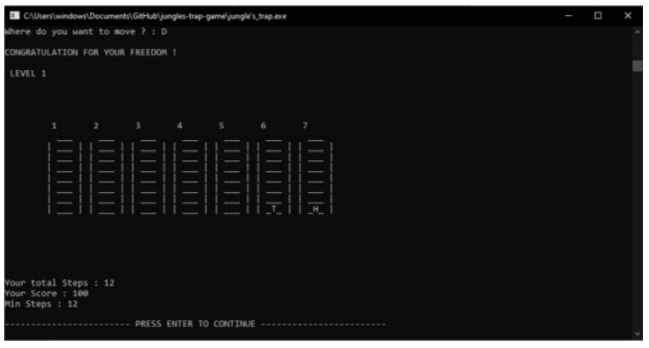 C:\Users\windows\Documents\GitHub\jungles-trap-game\jungle's_trap.exe
Where do you want to move ? : D
CONGRATULATION FOR YOUR FREEDOM !
LEVEL 1
1 2 3 4 5 6 7
_T_ _H_
Your total Steps : 12
Your Score : 100
Min Steps : 12
----------------------- PRESS ENTER TO CONTINUE -----------------------